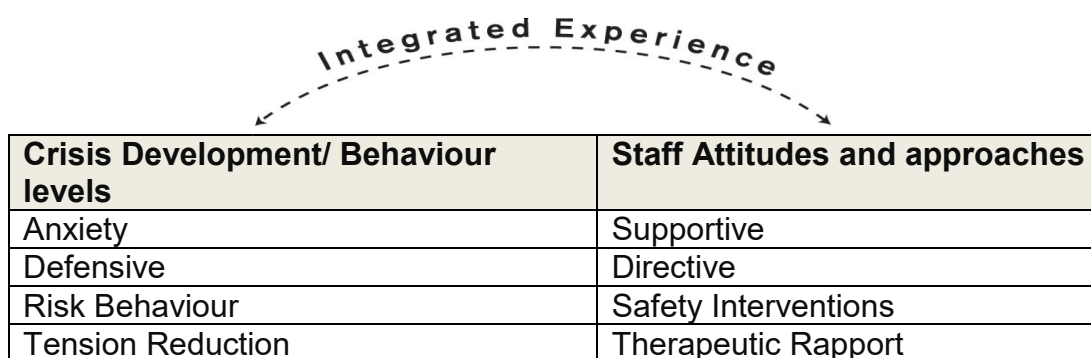 Integrated Experience
Crisis Development/ Behaviour
levels
Staff Attitudes and approaches
Anxiety
Supportive
Defensive
Directive
Risk Behaviour
Safety Interventions
Tension Reduction
Therapeutic Rapport